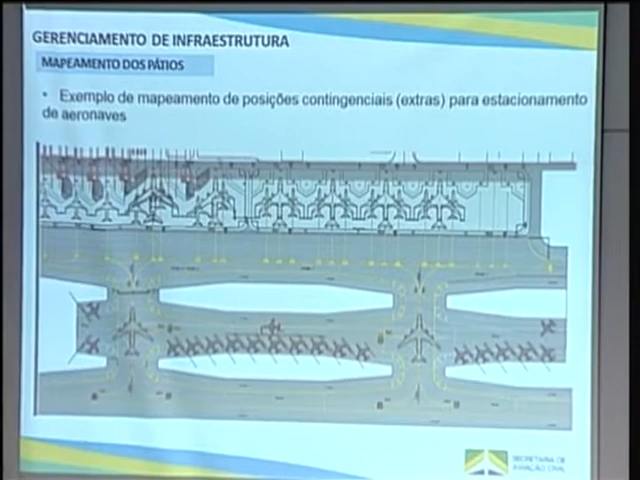 GERENCIAMENTO DE INFRAESTRUTURA
MAPEAMENTO DOS PÁTIOS
• Exemplo de mapeamento de posições contingenciais (extras) para estacionamento
de aeronaves
SECRETARIA DE
AVIAÇÃO CIVIL